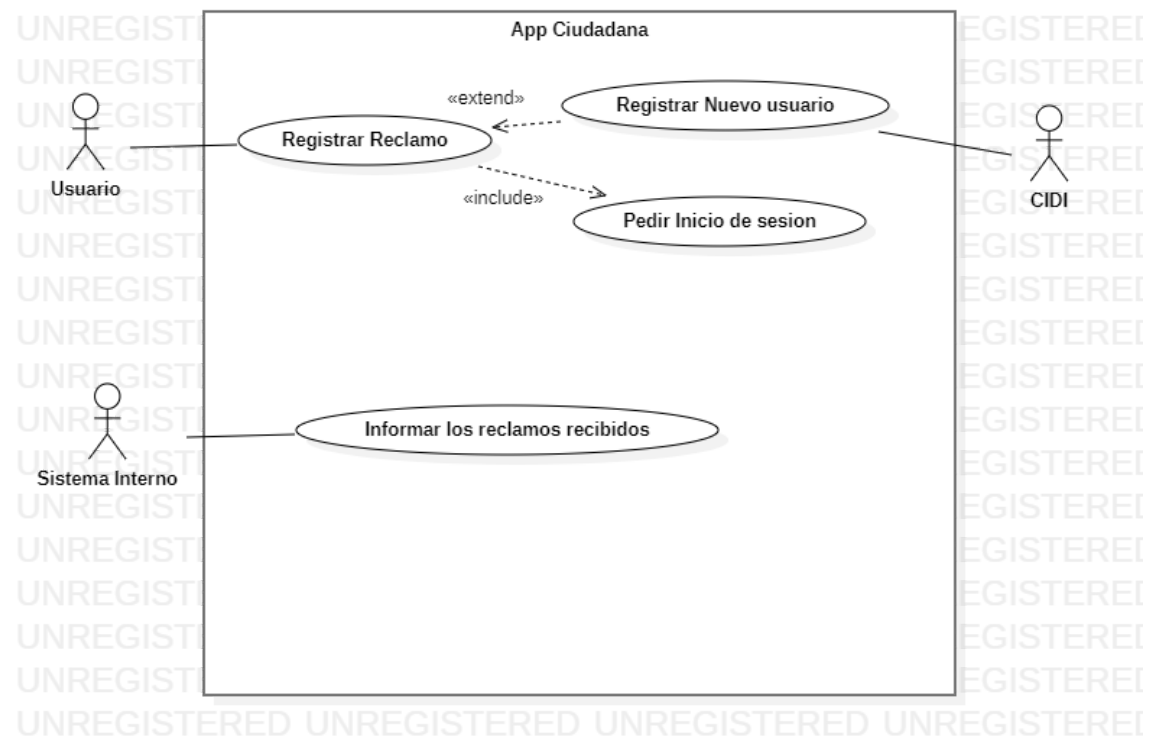 App Ciudadana
«extend»
Registrar Nuevo usuario
Registrar Reclamo
Usuario
«include»
Pedir Inicio de sesion
CIDI
Informar los reclamos recibidos
Sistema Interno
UNREGISTERED UNREGISTERED UNREGISTERED